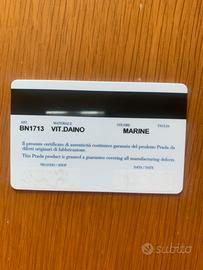 ART. MATERIALE COLORE TAGLIA
BN1713 VIT.DAINO MARINE
Il presente certificato di autenticità costituisce garanzia del prodotto Prada da
difetti originari di fabbricazione.
This Prada product is granted a guarantee covering all manufacturing defects.
NEGOZIO / SHOP DATA / DATE
subito